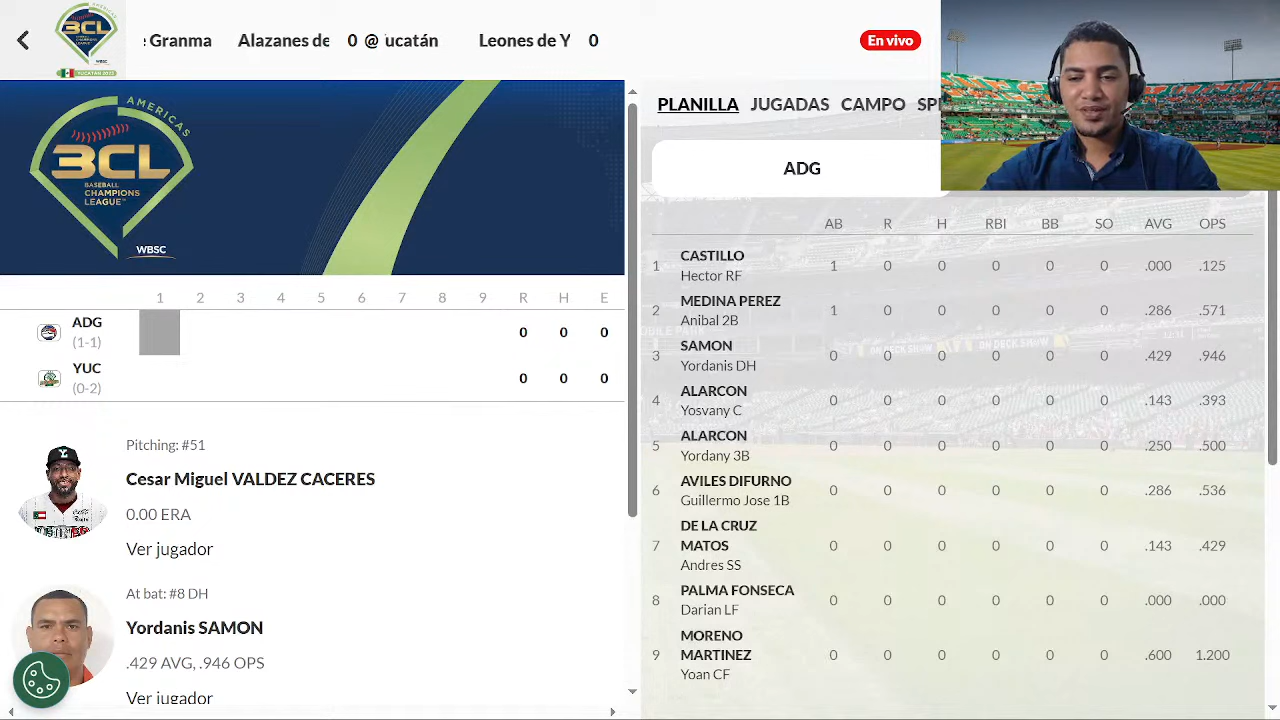 AMERICAS
BCL
YUCATÁN 2023
e Granma
Alazanes de
0 @
ucatán
Leones de Y
0
En vivo
PLANILLA JUGADAS CAMPO
AMERICAS
BCL
BASEBALL
CHAMPIONS
LEAGUE
WBSC
ADG
1 2 3 4 5 6 7 8 9 R H E
ADG 0 0 0
(1-1)
YUC 0 0 0
(0-2)
Pitching: #51
Cesar Miguel VALDEZ CACERES
0.00 ERA
Ver jugador
At bat: #8 DH
Yordanis SAMON
.429 AVG, .946 OPS
Ver jugador
AB R H RBI BB SO AVG OPS
1 CASTILLO
Hector RF 1 0 0 0 0 0 .000 .125
2 MEDINA PEREZ
Anibal 2B 1 0 0 0 0 0 .286 .571
3 SAMON
Yordanis DH 0 0 0 0 0 0 .429 .946
4 ALARCON
Yosvany C 0 0 0 0 0 0 .143 .393
5 ALARCON
Yordany 3B 0 0 0 0 0 0 .250 .500
6 AVILES DIFURNO
Guillermo Jose 1B 0 0 0 0 0 0 .286 .536
7 DE LA CRUZ
MATOS
Andres SS 0 0 0 0 0 0 .143 .429
8 PALMA FONSECA
Darian LF 0 0 0 0 0 0 .000 .000
9 MORENO
MARTINEZ
Yoan CF 0 0 0 0 0 0 .600 1.200
ON DECK SHOW